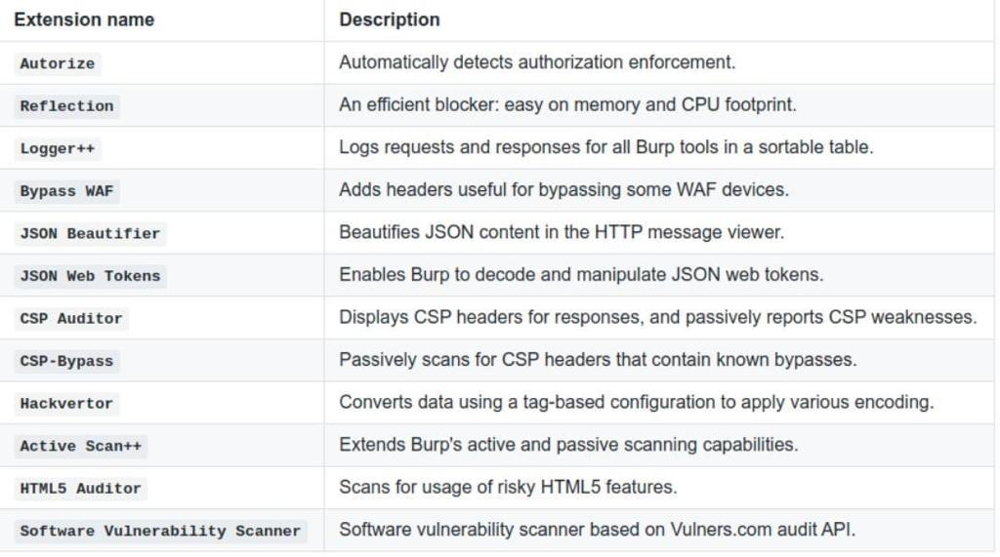 Extension name Description
Autorize Automatically detects authorization enforcement.
Reflection An efficient blocker: easy on memory and CPU footprint.
Logger++ Logs requests and responses for all Burp tools in a sortable table.
Bypass WAF Adds headers useful for bypassing some WAF devices.
JSON Beautifier Beautifies JSON content in the HTTP message viewer.
JSON Web Tokens Enables Burp to decode and manipulate JSON web tokens.
CSP Auditor Displays CSP headers for responses, and passively reports CSP weaknesses.
CSP-Bypass Passively scans for CSP headers that contain known bypasses.
Hackvertor Converts data using a tag-based configuration to apply various encoding.
Active Scan++ Extends Burp's active and passive scanning capabilities.
HTML5 Auditor Scans for usage of risky HTML5 features.
Software Vulnerability Scanner Software vulnerability scanner based on Vulners.com audit API.